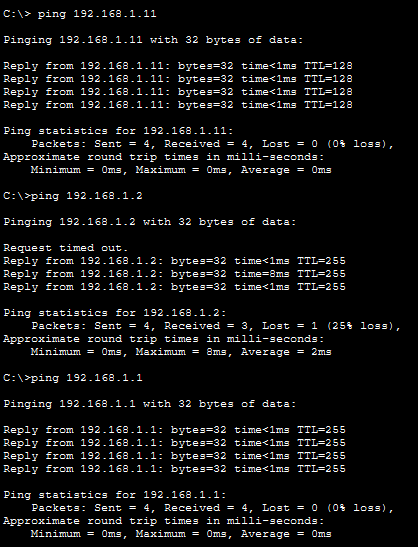 C:\> ping 192.168.1.11
Pinging 192.168.1.11 with 32 bytes of data:
Reply from 192.168.1.11: bytes=32 time<1ms TTL=128
Reply from 192.168.1.11: bytes=32 time<1ms TTL=128
Reply from 192.168.1.11: bytes=32 time<1ms TTL=128
Reply from 192.168.1.11: bytes=32 time<1ms TTL=128
Ping statistics for 192.168.1.11:
    Packets: Sent = 4, Received = 4, Lost = 0 (0% loss),
Approximate round trip times in milli-seconds:
    Minimum = 0ms, Maximum = 0ms, Average = 0ms
C:\>ping 192.168.1.2
Pinging 192.168.1.2 with 32 bytes of data:
Request timed out.
Reply from 192.168.1.2: bytes=32 time<1ms TTL=255
Reply from 192.168.1.2: bytes=32 time=8ms TTL=255
Reply from 192.168.1.2: bytes=32 time<1ms TTL=255
Ping statistics for 192.168.1.2:
    Packets: Sent = 4, Received = 3, Lost = 1 (25% loss),
Approximate round trip times in milli-seconds:
    Minimum = 0ms, Maximum = 8ms, Average = 2ms
C:\>ping 192.168.1.1
Pinging 192.168.1.1 with 32 bytes of data:
Reply from 192.168.1.1: bytes=32 time<1ms TTL=255
Reply from 192.168.1.1: bytes=32 time<1ms TTL=255
Reply from 192.168.1.1: bytes=32 time<1ms TTL=255
Reply from 192.168.1.1: bytes=32 time<1ms TTL=255
Ping statistics for 192.168.1.1:
    Packets: Sent = 4, Received = 4, Lost = 0 (0% loss),
Approximate round trip times in milli-seconds:
    Minimum = 0ms, Maximum = 0ms, Average = 0ms